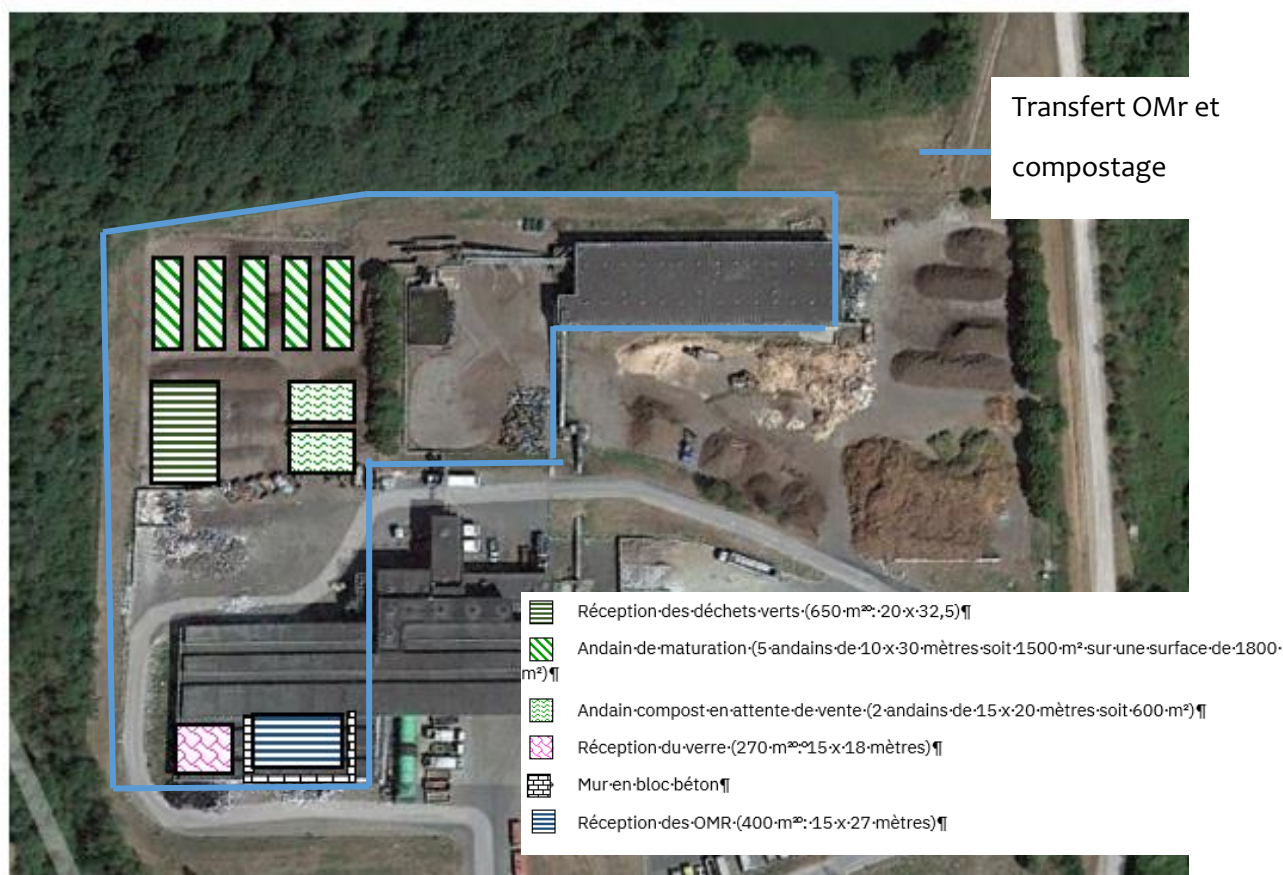 Transfert OMr et
compostage
Réception·des·déchets·verts·(650·m²°:·20·x·32,5)¶
Andain·de·maturation·(5·andains·de·10·x·30·mètres·soit·1500·m²·sur·une·surface·de·1800·
m²)¶
Andain·compost·en·attente·de·vente·(2·andains·de·15·x·20·mètres·soit·600·m²)¶
Réception·du·verre·(270·m²°:°15·x·18·mètres)¶
Mur·en·bloc·béton¶
Réception·des·OMR·(400·m²°:·15·x·27·mètres)¶